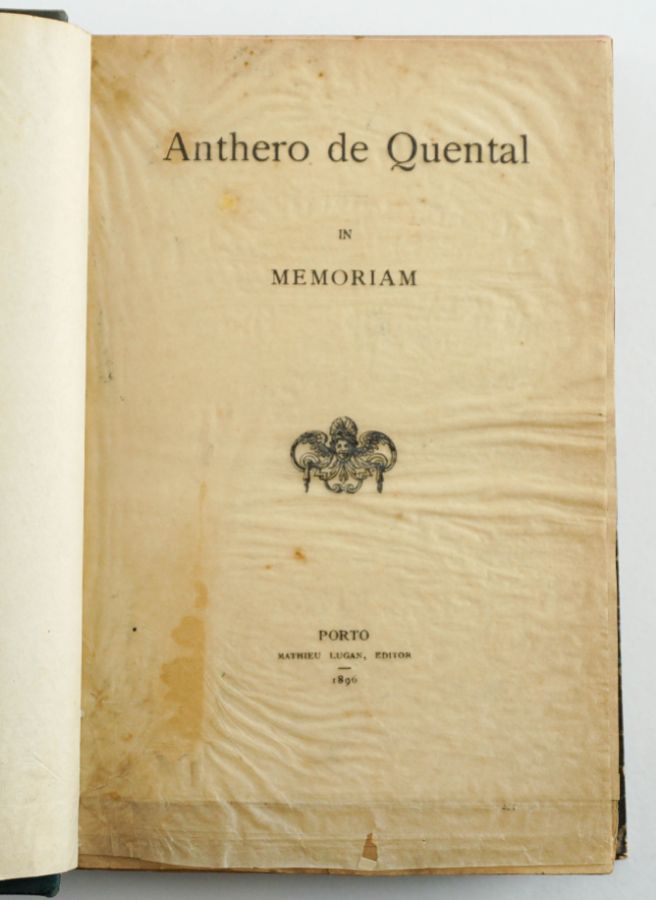 Anthero de Quental
IN
MEMORIAM
PORTO
MATHIEU LUGAN, EDITOR
1896